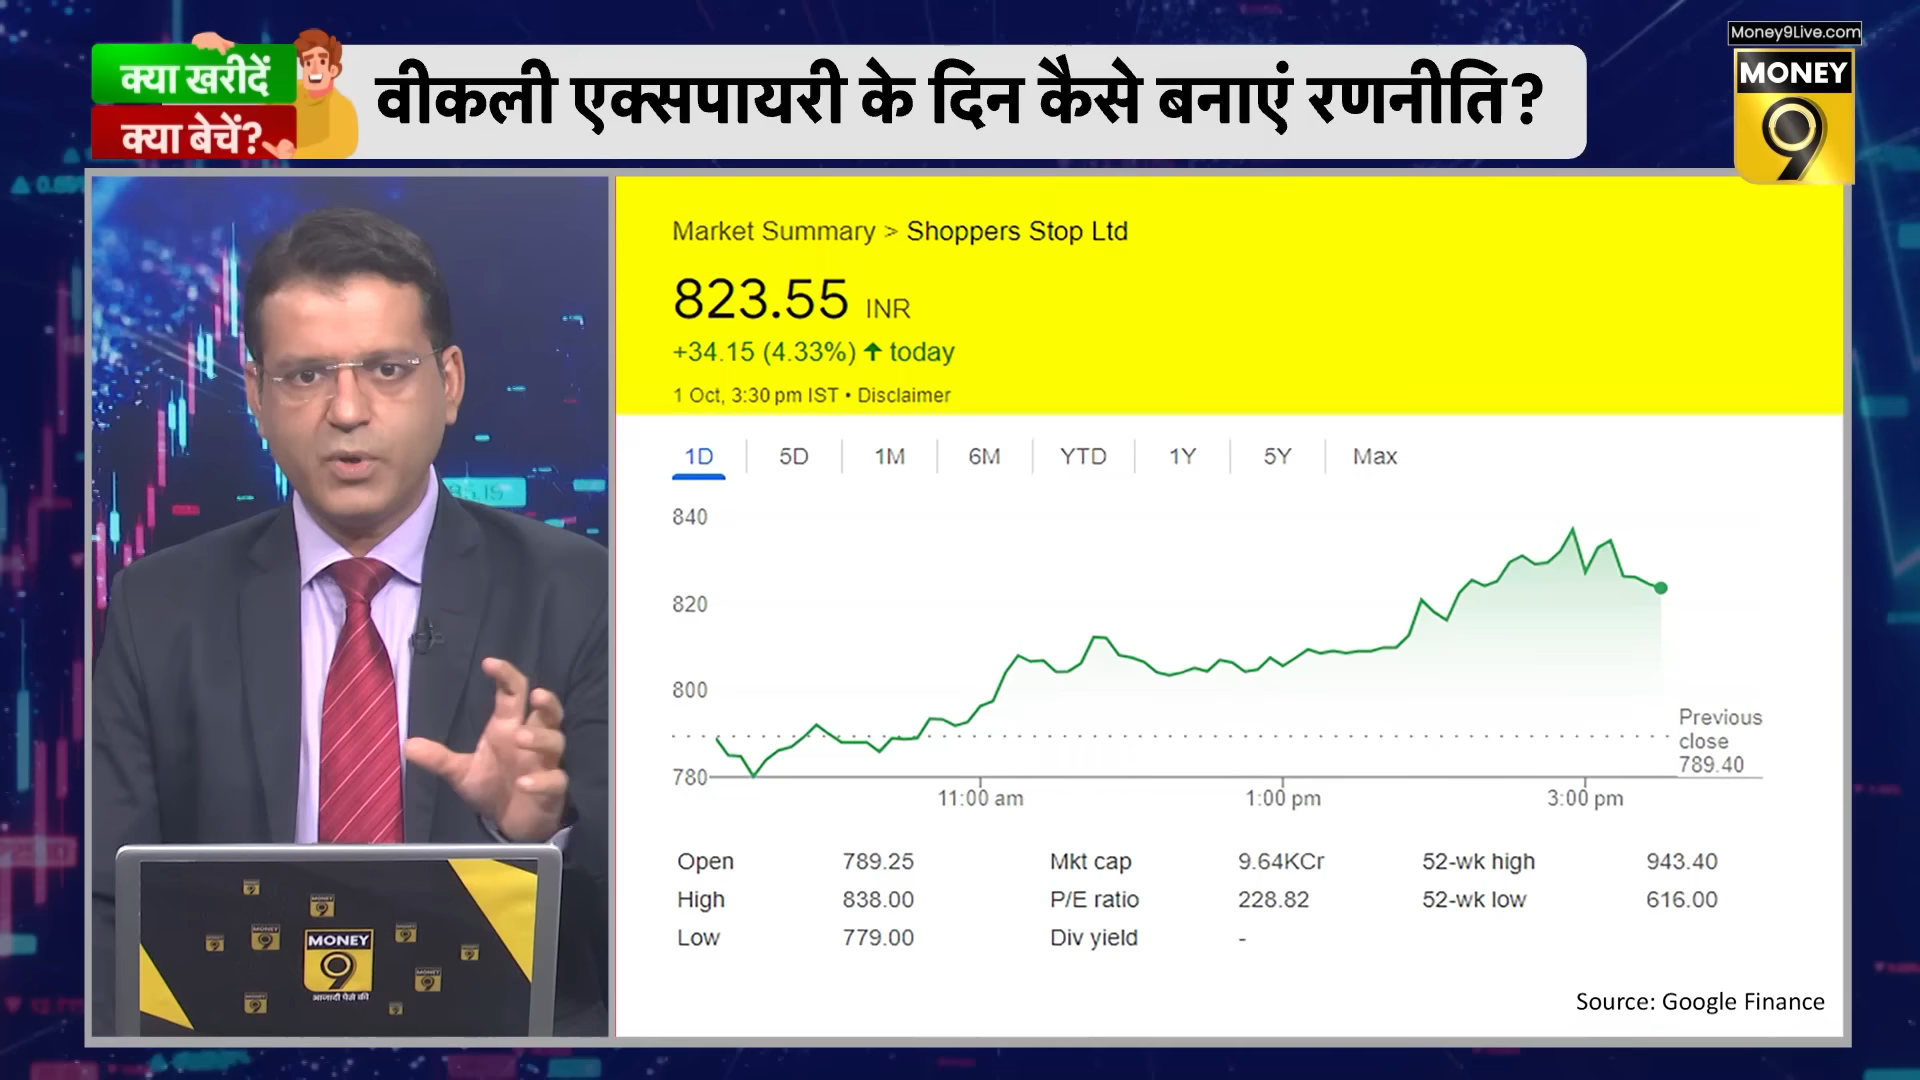 Money9Live.com
MONEY
9
क्या खरीदें
क्या बेचें?
वीकली एक्सपायरी के दिन कैसे बनाएं रणनीति?
Market Summary > Shoppers Stop Ltd
823.55 INR
+34.15 (4.33%) ↑ today
1 Oct, 3:30 pm IST • Disclaimer
1D 5D 1M 6M YTD 1Y 5Y Max
840
820
800
780
Previous
close
789.40
11:00 am 1:00 pm 3:00 pm
Open 789.25 Mkt cap 9.64KCr 52-wk high 943.40
High 838.00 P/E ratio 228.82 52-wk low 616.00
Low 779.00 Div yield -
Source: Google Finance
MONEY
9
आजादी पैसे की